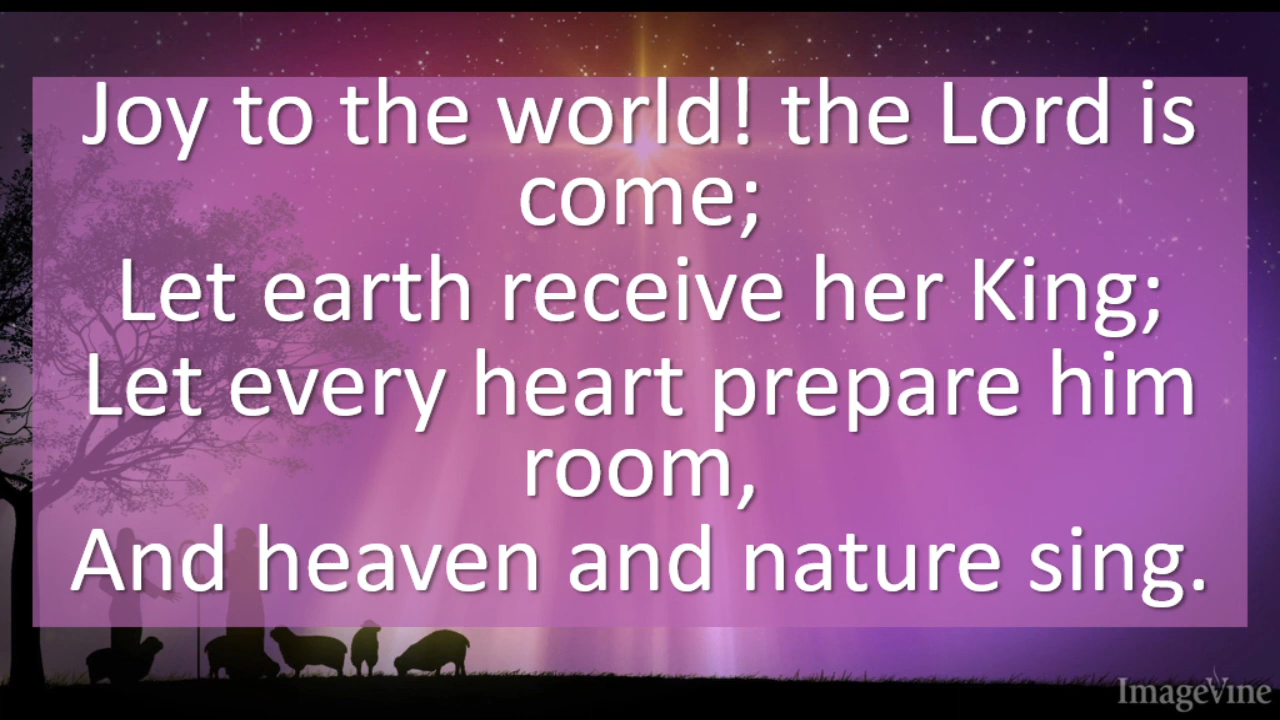 Joy to the world! the Lord is
come;
Let earth receive her King;
Let every heart prepare him
room,
And heaven and nature sing.
ImageVine